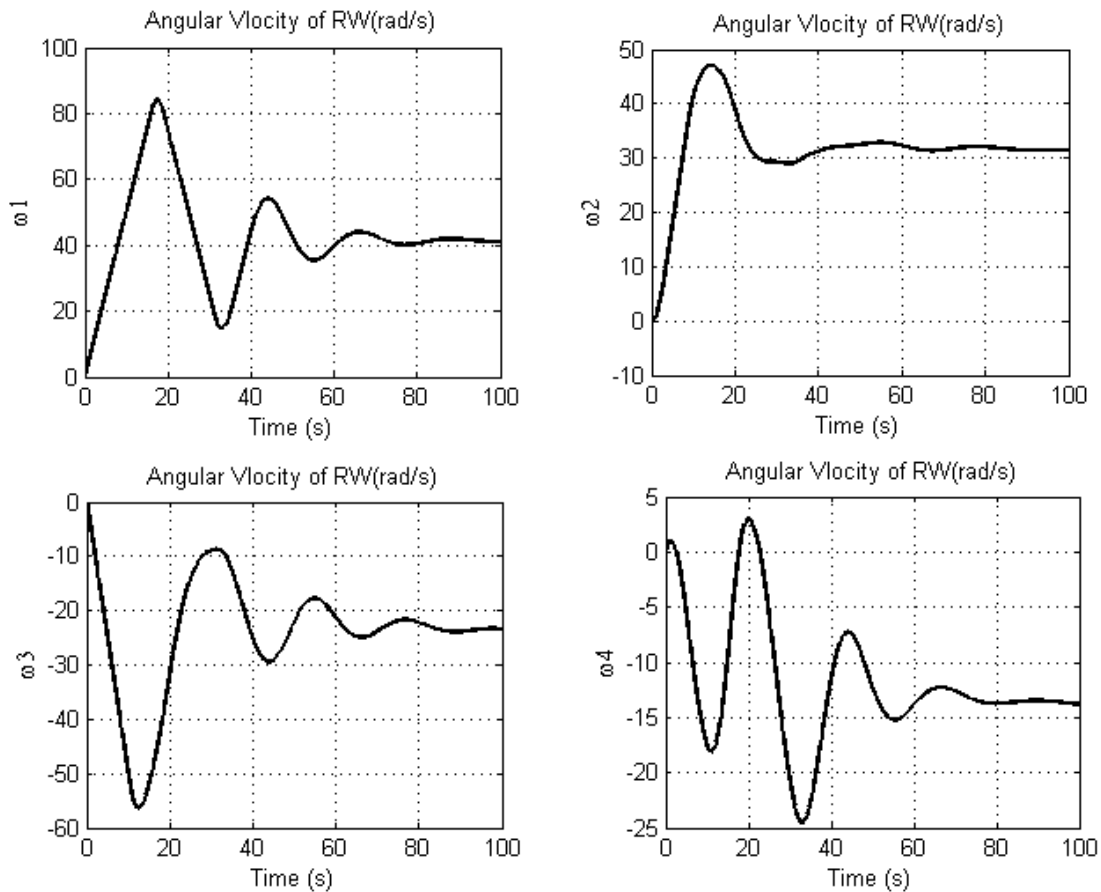 Angular Vlocity of RW(rad/s)
100
80
60
40
20
0
ω1
0 20 40 60 80 100
Time (s)
Angular Vlocity of RW(rad/s)
50
40
30
20
10
0
-10
ω2
0 20 40 60 80 100
Time (s)
Angular Vlocity of RW(rad/s)
0
-10
-20
-30
-40
-50
-60
ω3
0 20 40 60 80 100
Time (s)
Angular Vlocity of RW(rad/s)
5
0
-5
-10
-15
-20
-25
ω4
0 20 40 60 80 100
Time (s)